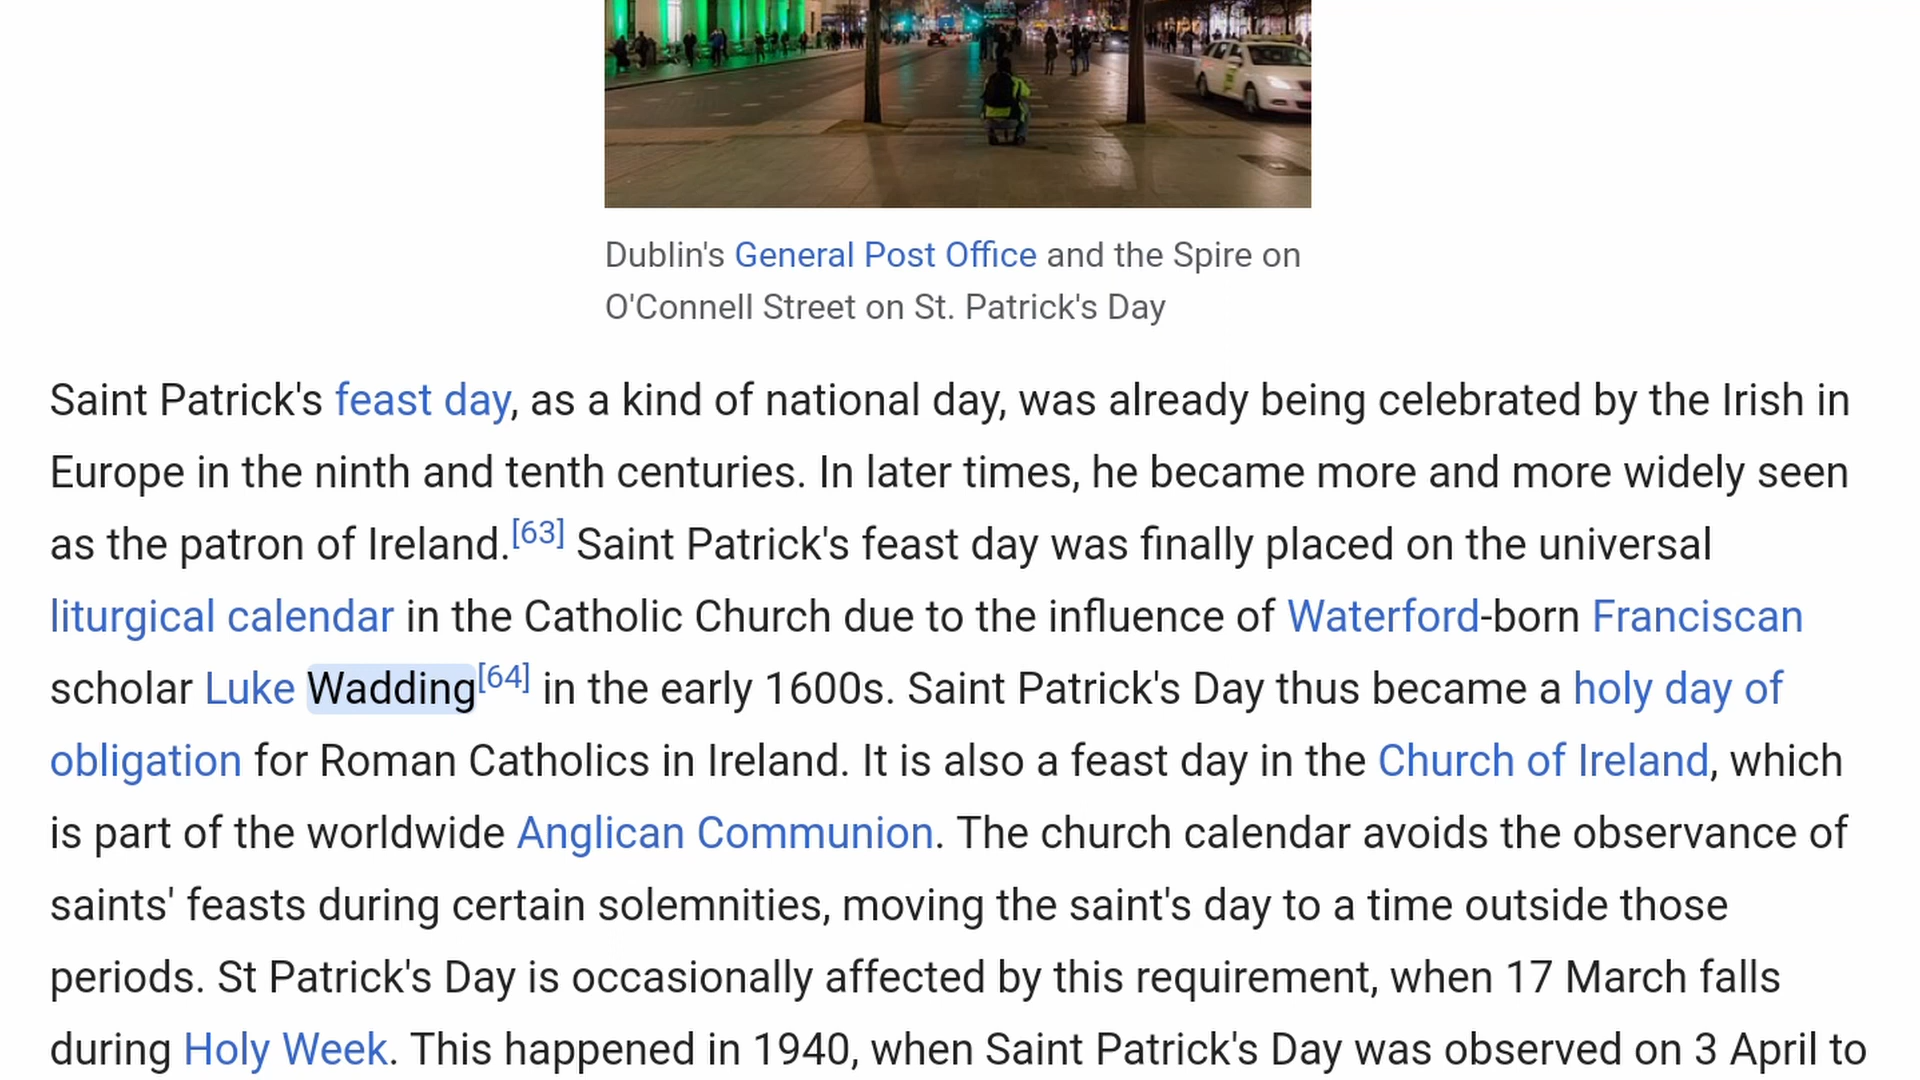 Dublin's General Post Office and the Spire on
O'Connell Street on St. Patrick's Day
Saint Patrick's feast day, as a kind of national day, was already being celebrated by the Irish in
Europe in the ninth and tenth centuries. In later times, he became more and more widely seen
as the patron of Ireland.[63] Saint Patrick's feast day was finally placed on the universal
liturgical calendar in the Catholic Church due to the influence of Waterford-born Franciscan
scholar Luke Wadding[64] in the early 1600s. Saint Patrick's Day thus became a holy day of
obligation for Roman Catholics in Ireland. It is also a feast day in the Church of Ireland, which
is part of the worldwide Anglican Communion. The church calendar avoids the observance of
saints' feasts during certain solemnities, moving the saint's day to a time outside those
periods. St Patrick's Day is occasionally affected by this requirement, when 17 March falls
during Holy Week. This happened in 1940, when Saint Patrick's Day was observed on 3 April to